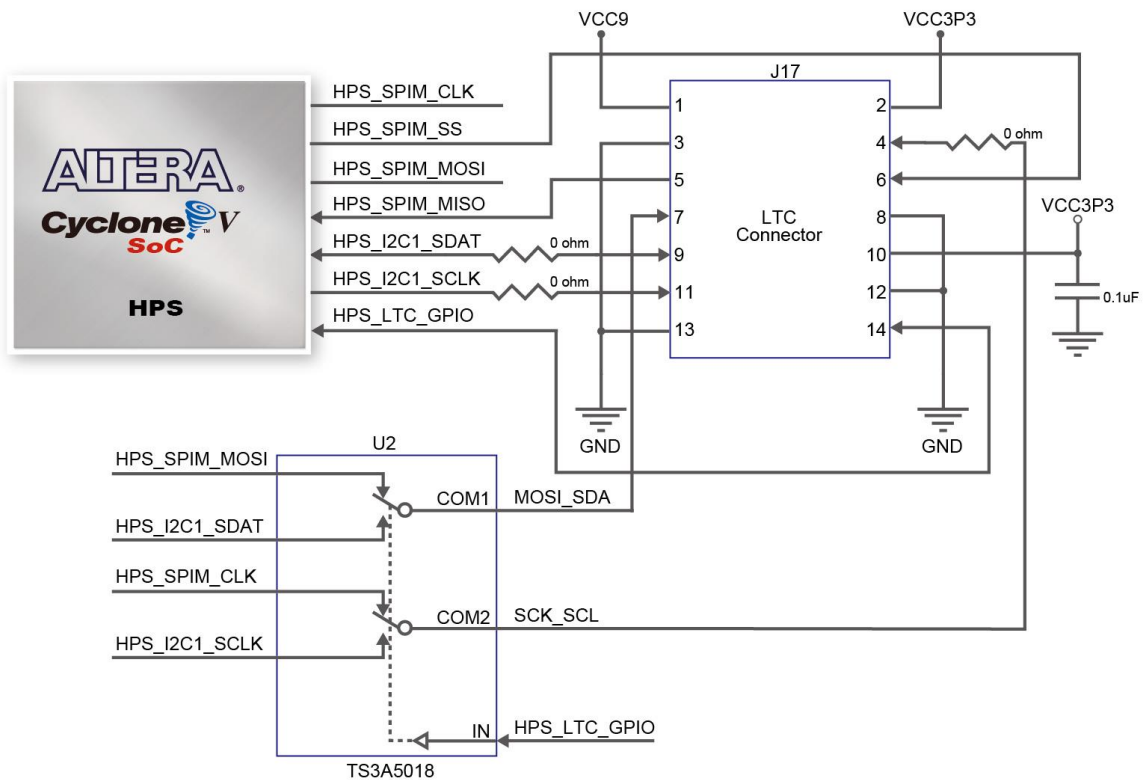 VCC9
VCC3P3
J17
HPS_SPIM_CLK
HPS_SPIM_SS
HPS_SPIM_MOSI
HPS_SPIM_MISO
HPS_I2C1_SDAT
0 ohm
HPS_I2C1_SCLK
0 ohm
HPS_LTC_GPIO
ALTERA®
Cyclone™ V
SoC
HPS
1
3
5
7
9
11
13
LTC
Connector
2
4
6
8
10
12
14
0 ohm
VCC3P3
0.1uF
GND
GND
U2
HPS_SPIM_MOSI
HPS_I2C1_SDAT
HPS_SPIM_CLK
HPS_I2C1_SCLK
COM1
MOSI_SDA
COM2
SCK_SCL
IN
HPS_LTC_GPIO
TS3A5018